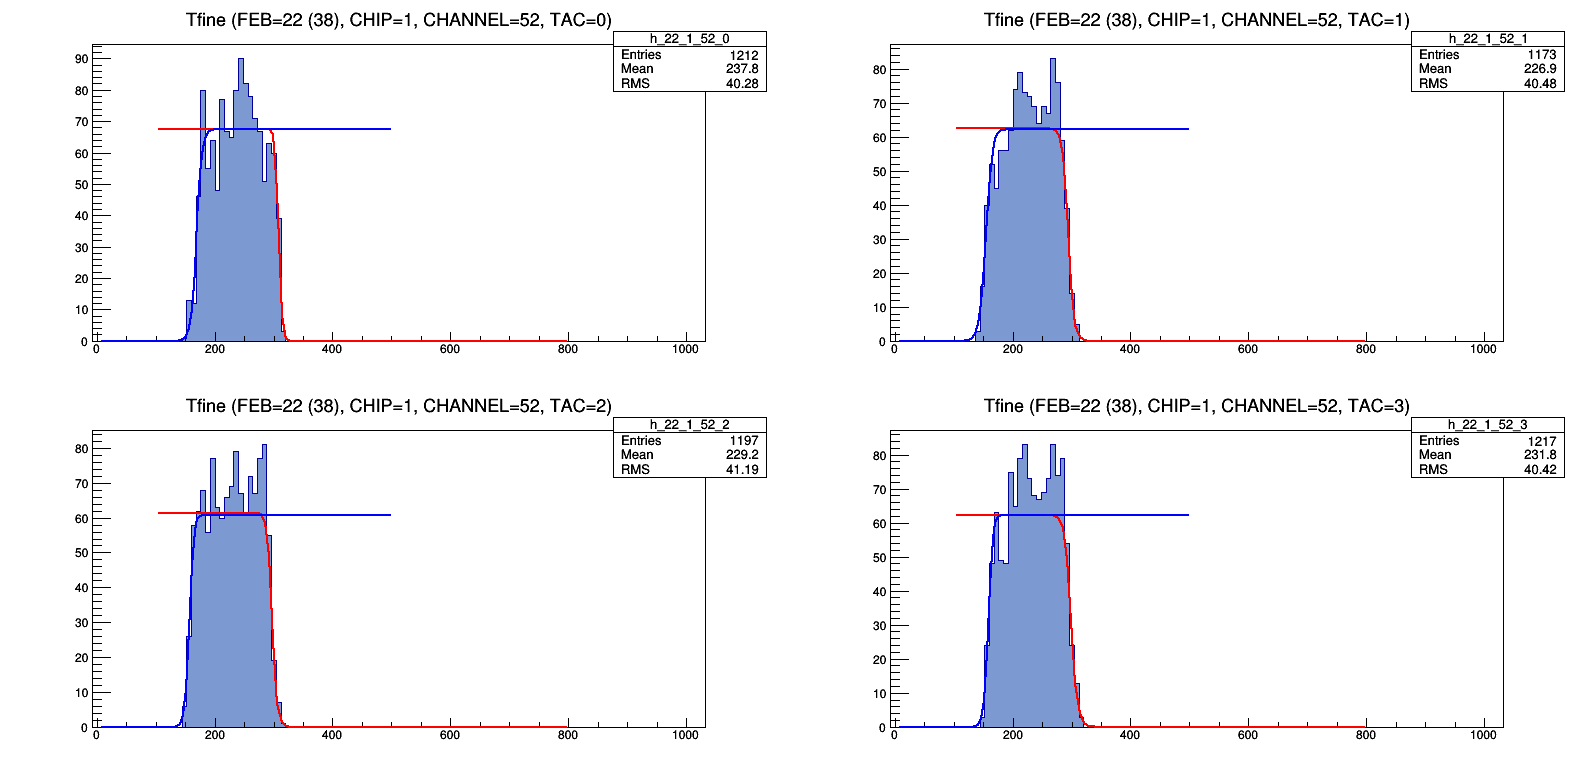 Tfine (FEB=22 (38), CHIP=1, CHANNEL=52, TAC=0)
h_22_1_52_0
Entries 1212
Mean 237.8
RMS 40.28
90
80
70
60
50
40
30
20
10
0
0 200 400 600 800 1000
Tfine (FEB=22 (38), CHIP=1, CHANNEL=52, TAC=1)
h_22_1_52_1
Entries 1173
Mean 226.9
RMS 40.48
80
70
60
50
40
30
20
10
0
0 200 400 600 800 1000
Tfine (FEB=22 (38), CHIP=1, CHANNEL=52, TAC=2)
h_22_1_52_2
Entries 1197
Mean 229.2
RMS 41.19
80
70
60
50
40
30
20
10
0
0 200 400 600 800 1000
Tfine (FEB=22 (38), CHIP=1, CHANNEL=52, TAC=3)
h_22_1_52_3
Entries 1217
Mean 231.8
RMS 40.42
80
70
60
50
40
30
20
10
0
0 200 400 600 800 1000